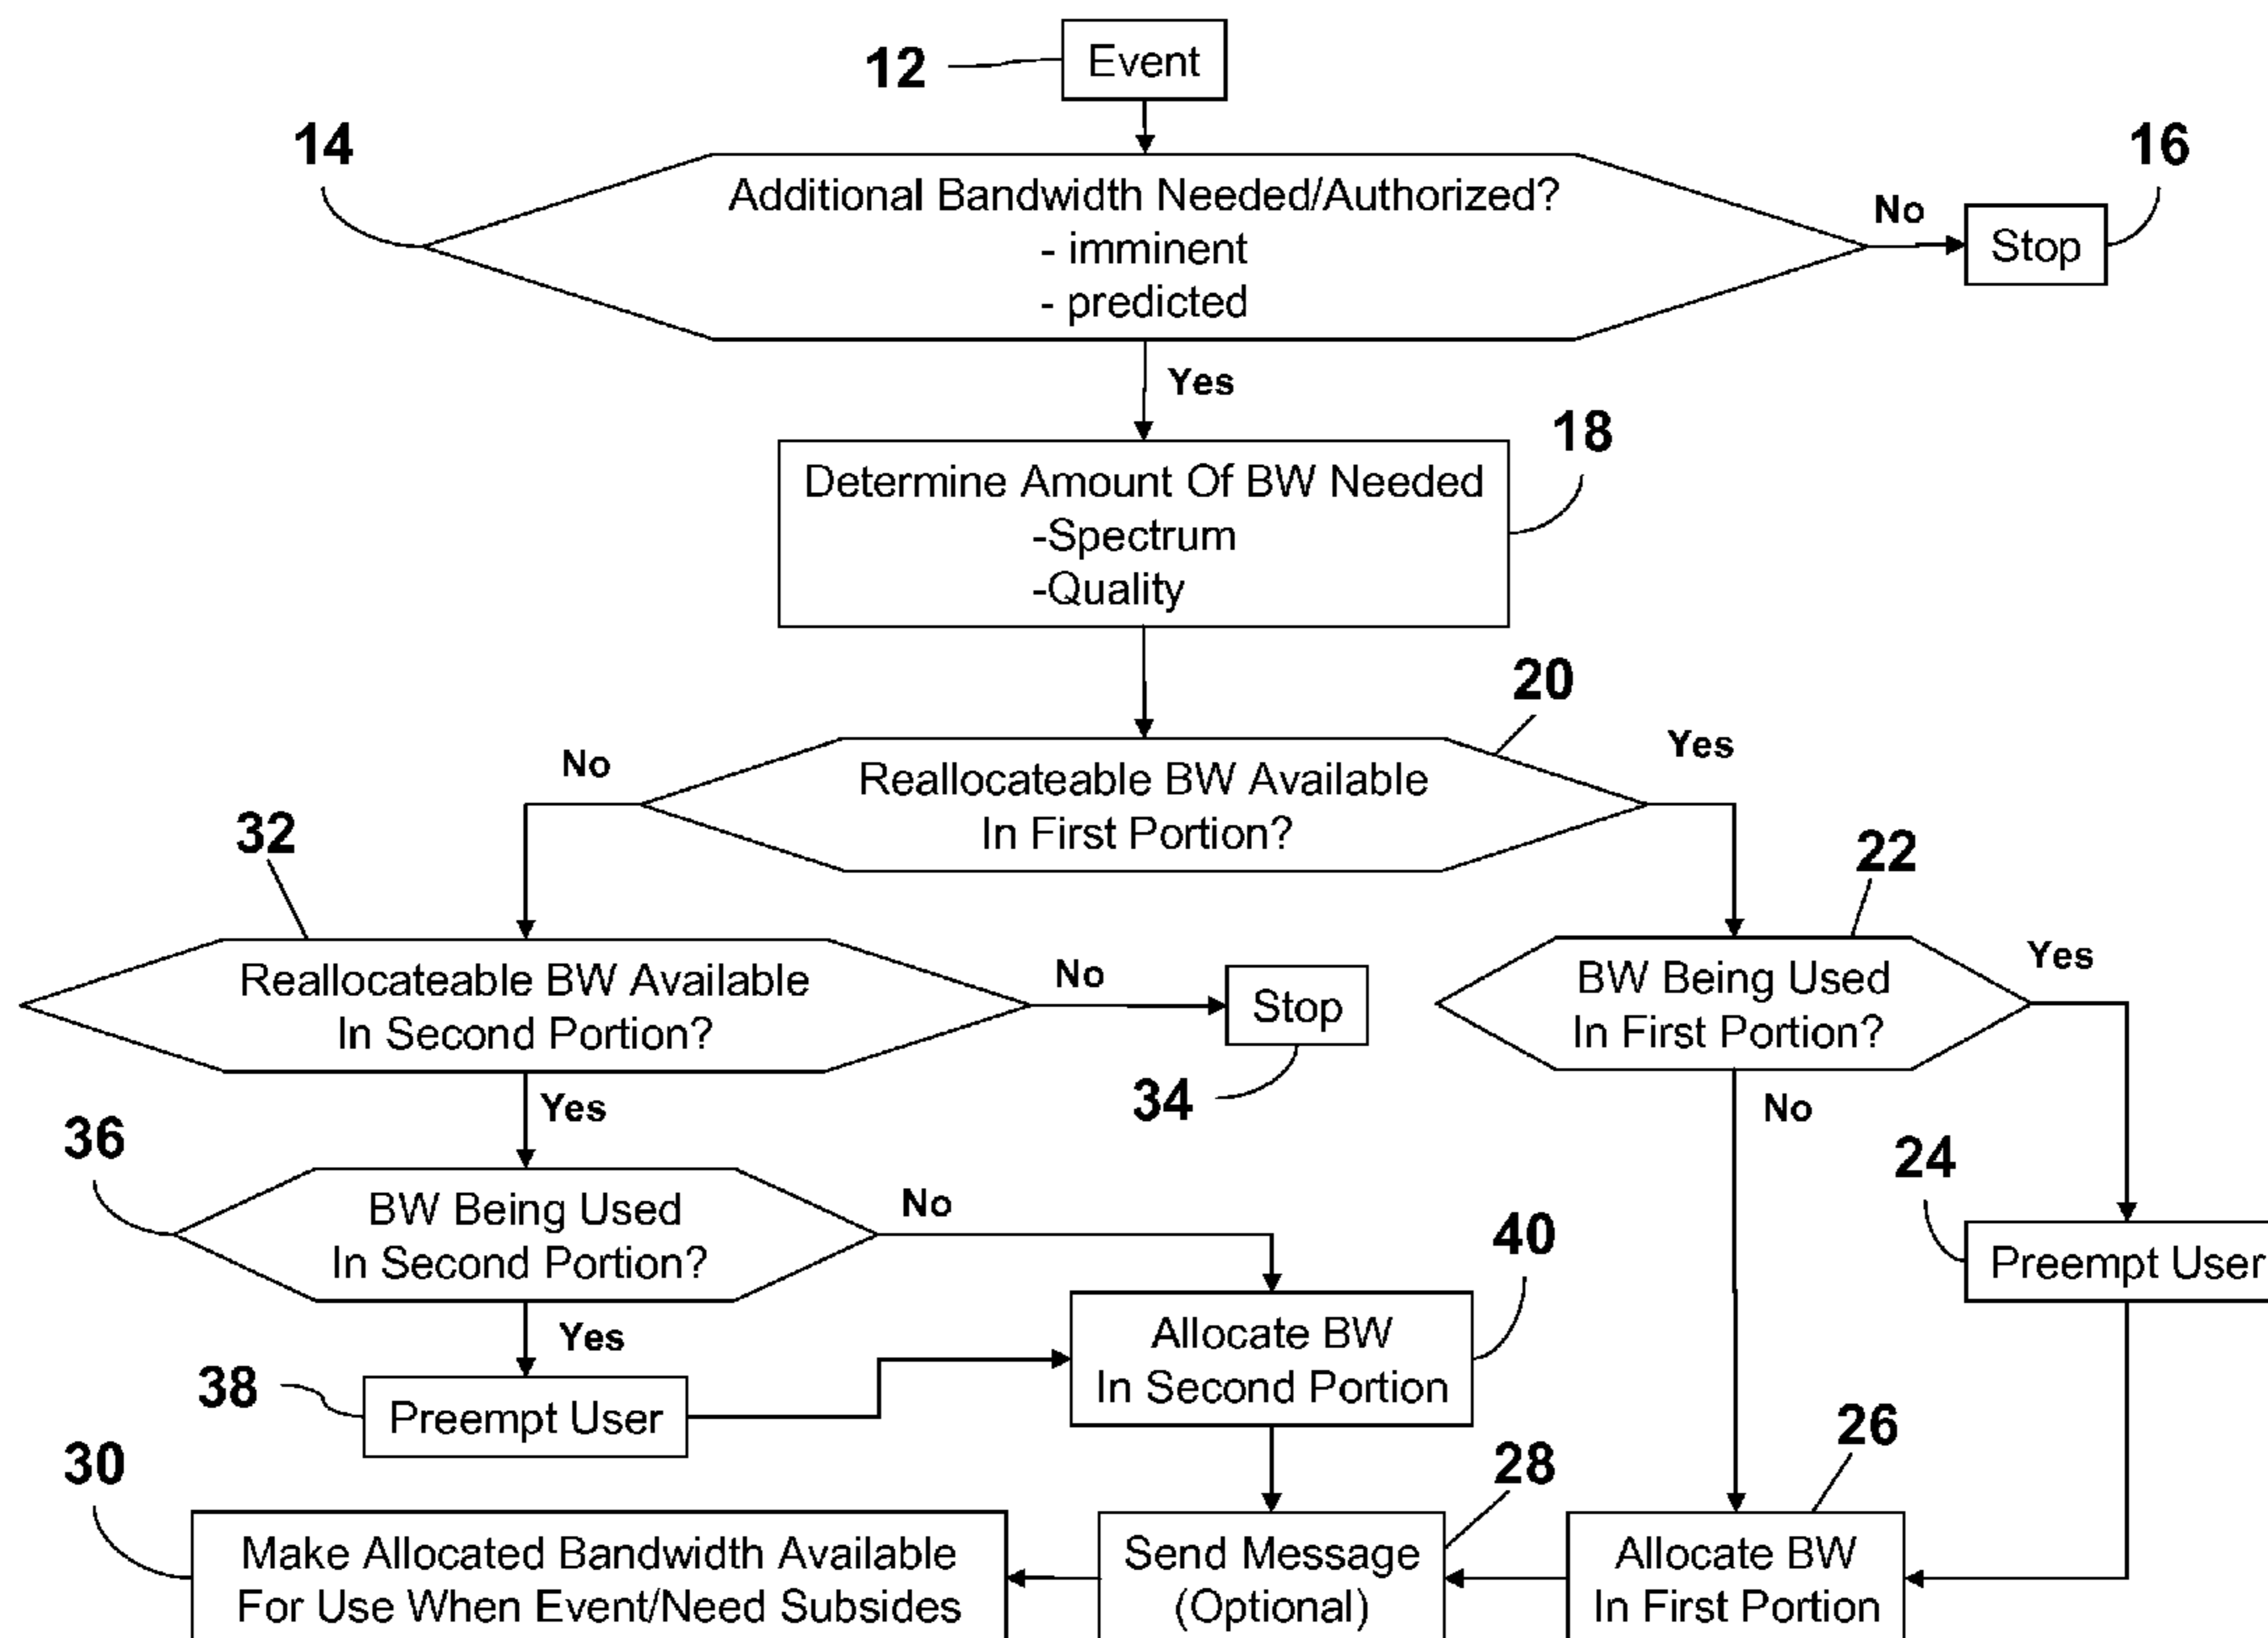 12
Event
14
16
Additional Bandwidth Needed/Authorized?
- imminent
- predicted
No
Stop
Yes
18
Determine Amount Of BW Needed
-Spectrum
-Quality
20
No
Yes
Reallocateable BW Available
In First Portion?
32
22
Reallocateable BW Available
In Second Portion?
No
Stop
34
BW Being Used
In First Portion?
Yes
Yes
No
36
24
BW Being Used
In Second Portion?
No
40
Preempt User
Yes
Allocate BW
In Second Portion
38
Preempt User
26
30
28
Make Allocated Bandwidth Available
For Use When Event/Need Subsides
Send Message
(Optional)
Allocate BW
In First Portion